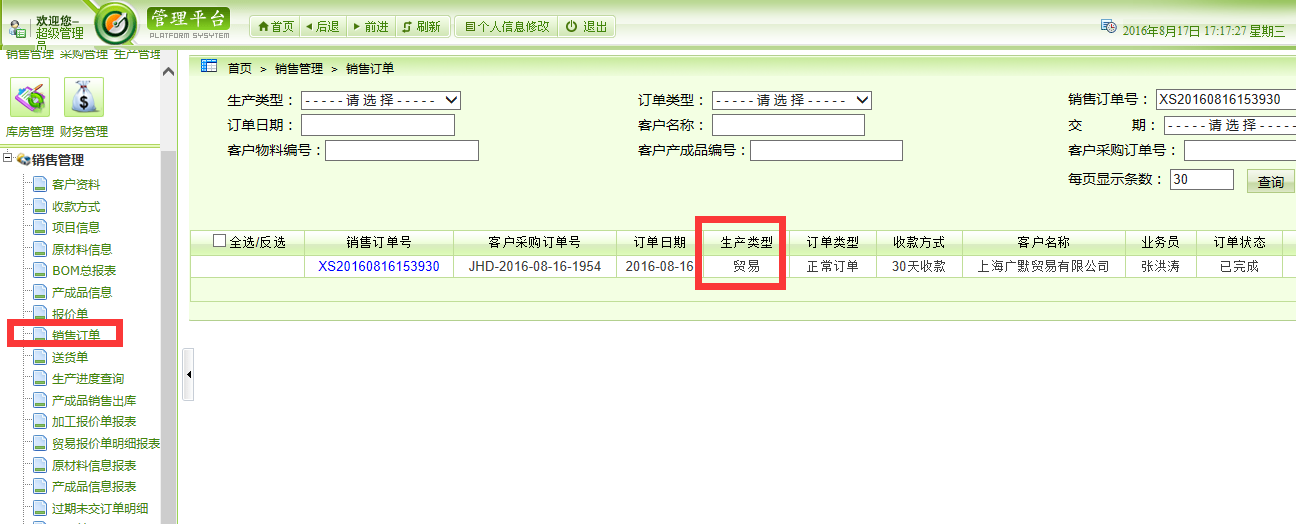 欢迎您–
超级管理
员
管理平台
PLATFORM SYSYTEM
首页 后退 前进 刷新 个人信息修改 退出
2016年8月17日 17:17:27 星期三
销售管理 采购管理 生产管理
库房管理 财务管理
销售管理
客户资料
收款方式
项目信息
原材料信息
BOM总报表
产成品信息
报价单
销售订单
送货单
生产进度查询
产成品销售出库
加工报价单报表
贸易报价单明细报表
原材料信息报表
产成品信息报表
过期未交订单明细
首页 > 销售管理 > 销售订单
生产类型： -----请选择----- 订单类型： -----请选择----- 销售订单号： XS20160816153930
订单日期： 客户名称： 交 期： -----请选择-----
客户物料编号： 客户产成品编号： 客户采购订单号：
每页显示条数： 30 查询
全选/反选 销售订单号 客户采购订单号 订单日期 生产类型 订单类型 收款方式 客户名称 业务员 订单状态
XS20160816153930 JHD-2016-08-16-1954 2016-08-16 贸易 正常订单 30天收款 上海广默贸易有限公司 张洪涛 已完成